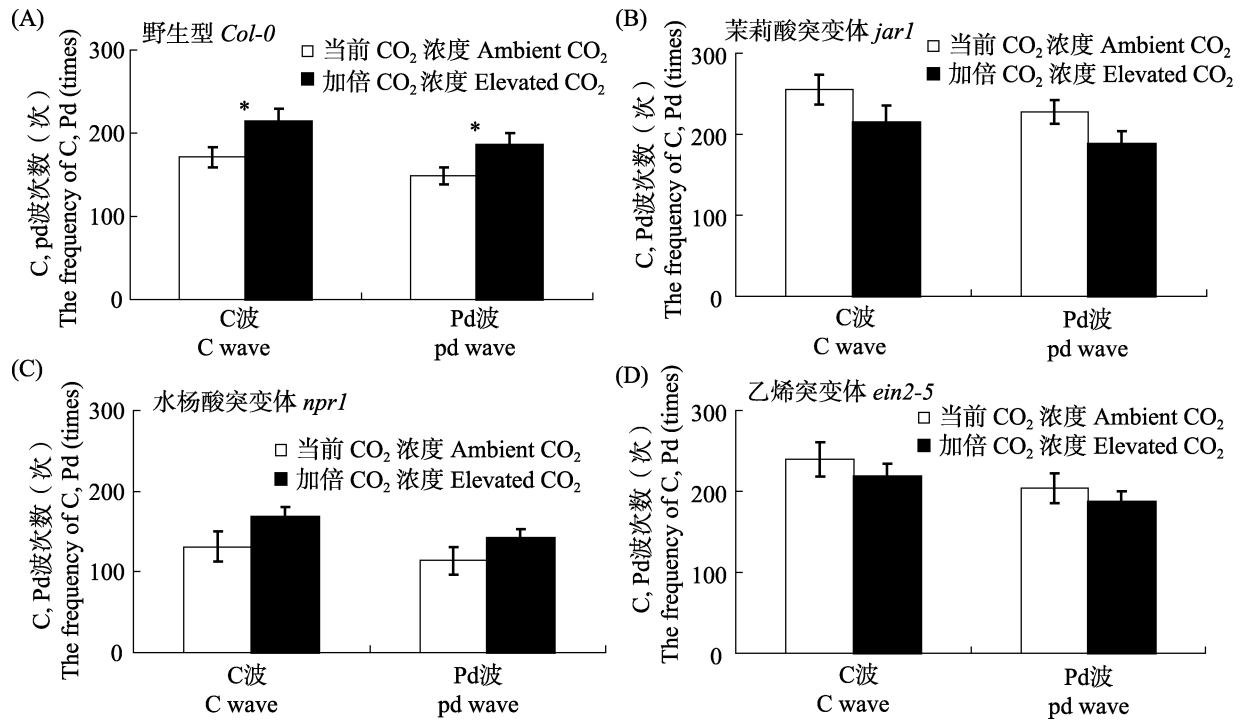 (A)
野生型 Col-0
当前 CO₂ 浓度 Ambient CO₂
加倍 CO₂ 浓度 Elevated CO₂
C, pd波次数（次）
The frequency of C, Pd (times)
300
200
100
0
*
*
C波
C wave
Pd波
pd wave
(B)
茉莉酸突变体 jar1
当前 CO₂ 浓度 Ambient CO₂
加倍 CO₂ 浓度 Elevated CO₂
C, Pd波次数（次）
The frequency of C, Pd (times)
300
200
100
0
C波
C wave
Pd波
pd wave
(C)
水杨酸突变体 npr1
当前 CO₂ 浓度 Ambient CO₂
加倍 CO₂ 浓度 Elevated CO₂
C, Pd波次数（次）
The frequency of C, Pd (times)
300
200
100
0
C波
C wave
Pd波
pd wave
(D)
乙烯突变体 ein2-5
当前 CO₂ 浓度 Ambient CO₂
加倍 CO₂ 浓度 Elevated CO₂
C, Pd波次数（次）
The frequency of C, Pd (times)
300
200
100
0
C波
C wave
Pd波
pd wave